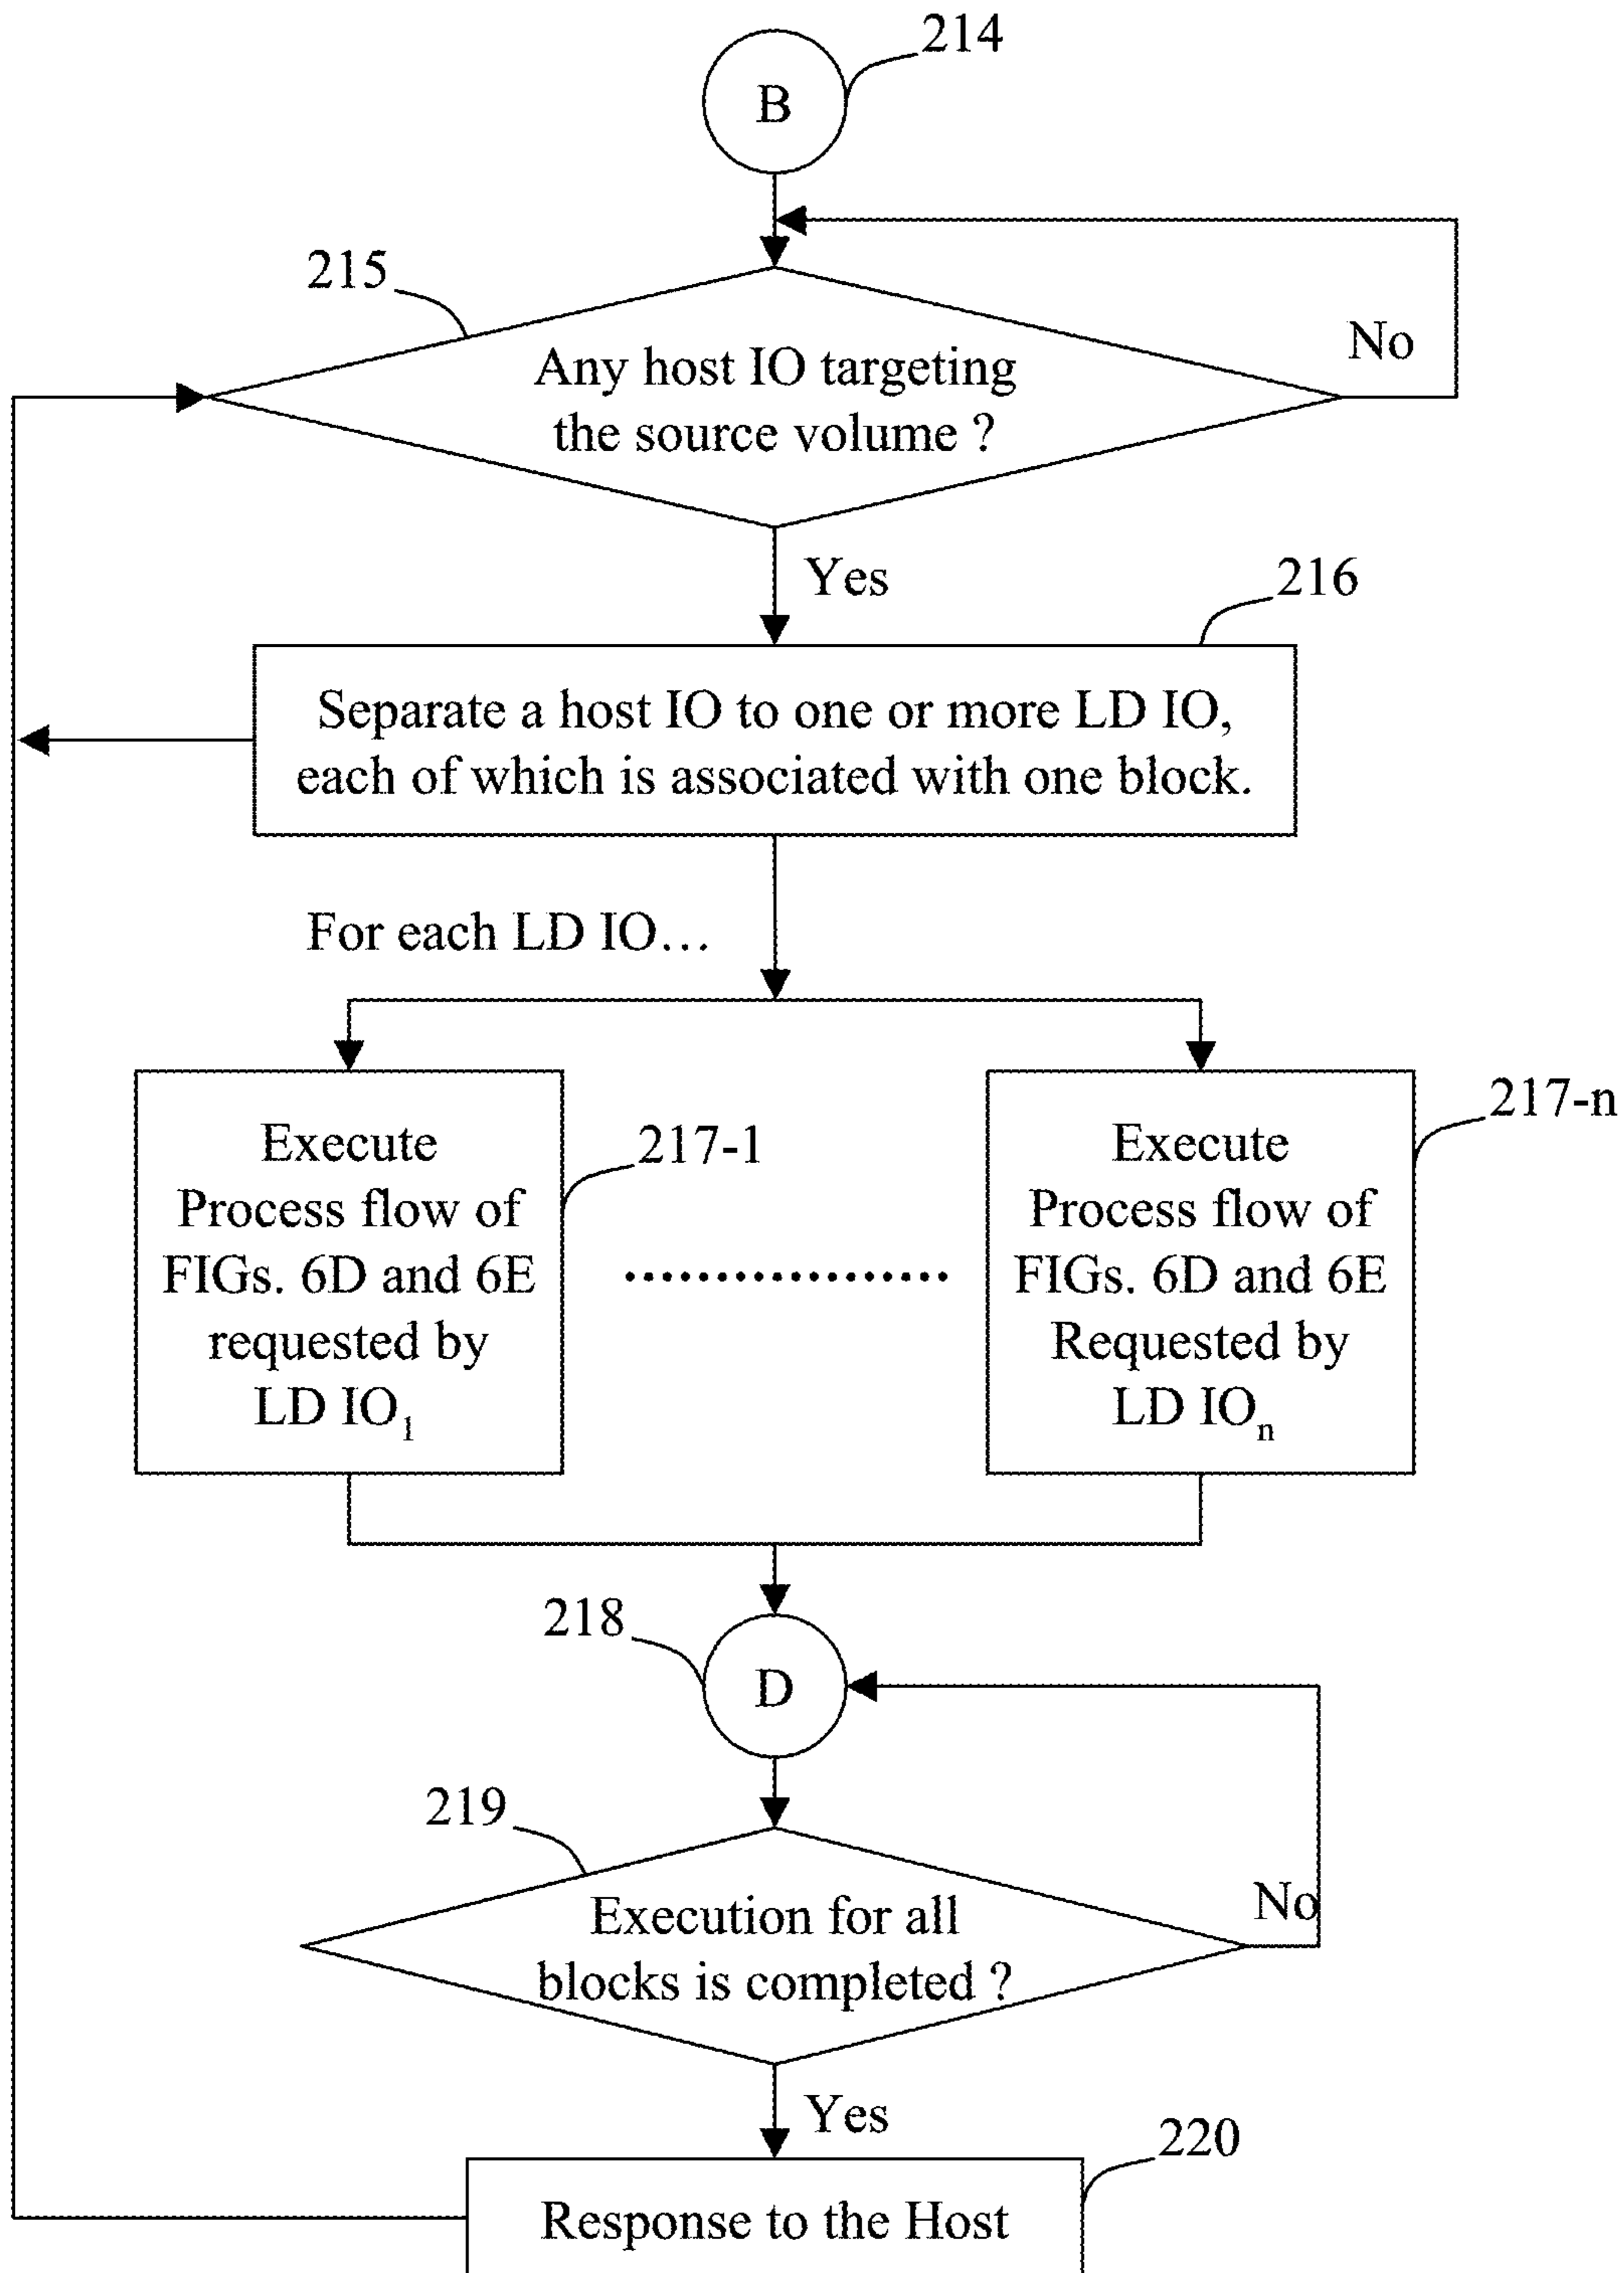 214
B
215
No
Any host IO targeting
the source volume ?
Yes
216
Separate a host IO to one or more LD IO,
each of which is associated with one block.
For each LD IO…
217-1
Execute
Process flow of
FIGs. 6D and 6E
requested by
LD IO1
..................
217-n
Execute
Process flow of
FIGs. 6D and 6E
Requested by
LD IOn
218
D
219
No
Execution for all
blocks is completed ?
Yes
220
Response to the Host